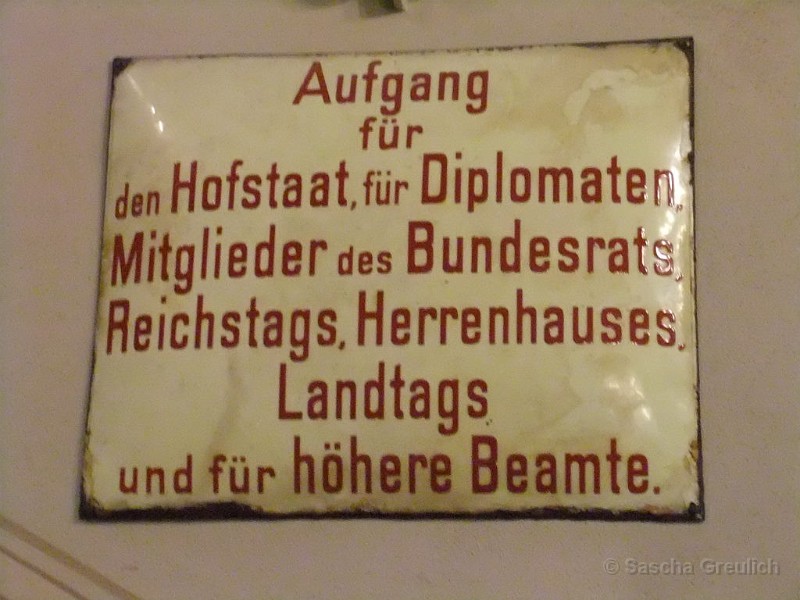 Aufgang
für
den Hofstaat, für Diplomaten,
Mitglieder des Bundesrats,
Reichstags, Herrenhauses,
Landtags
und für höhere Beamte.
© Sascha Greulich